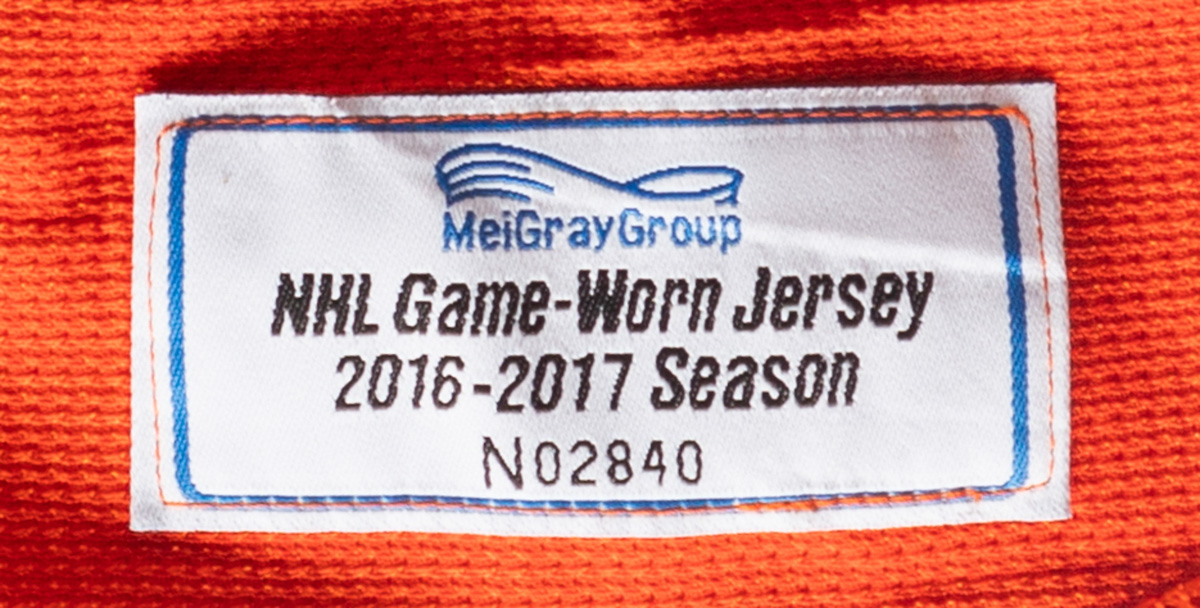 MeiGrayGroup
NHL Game-Worn Jersey
2016-2017 Season
N02840